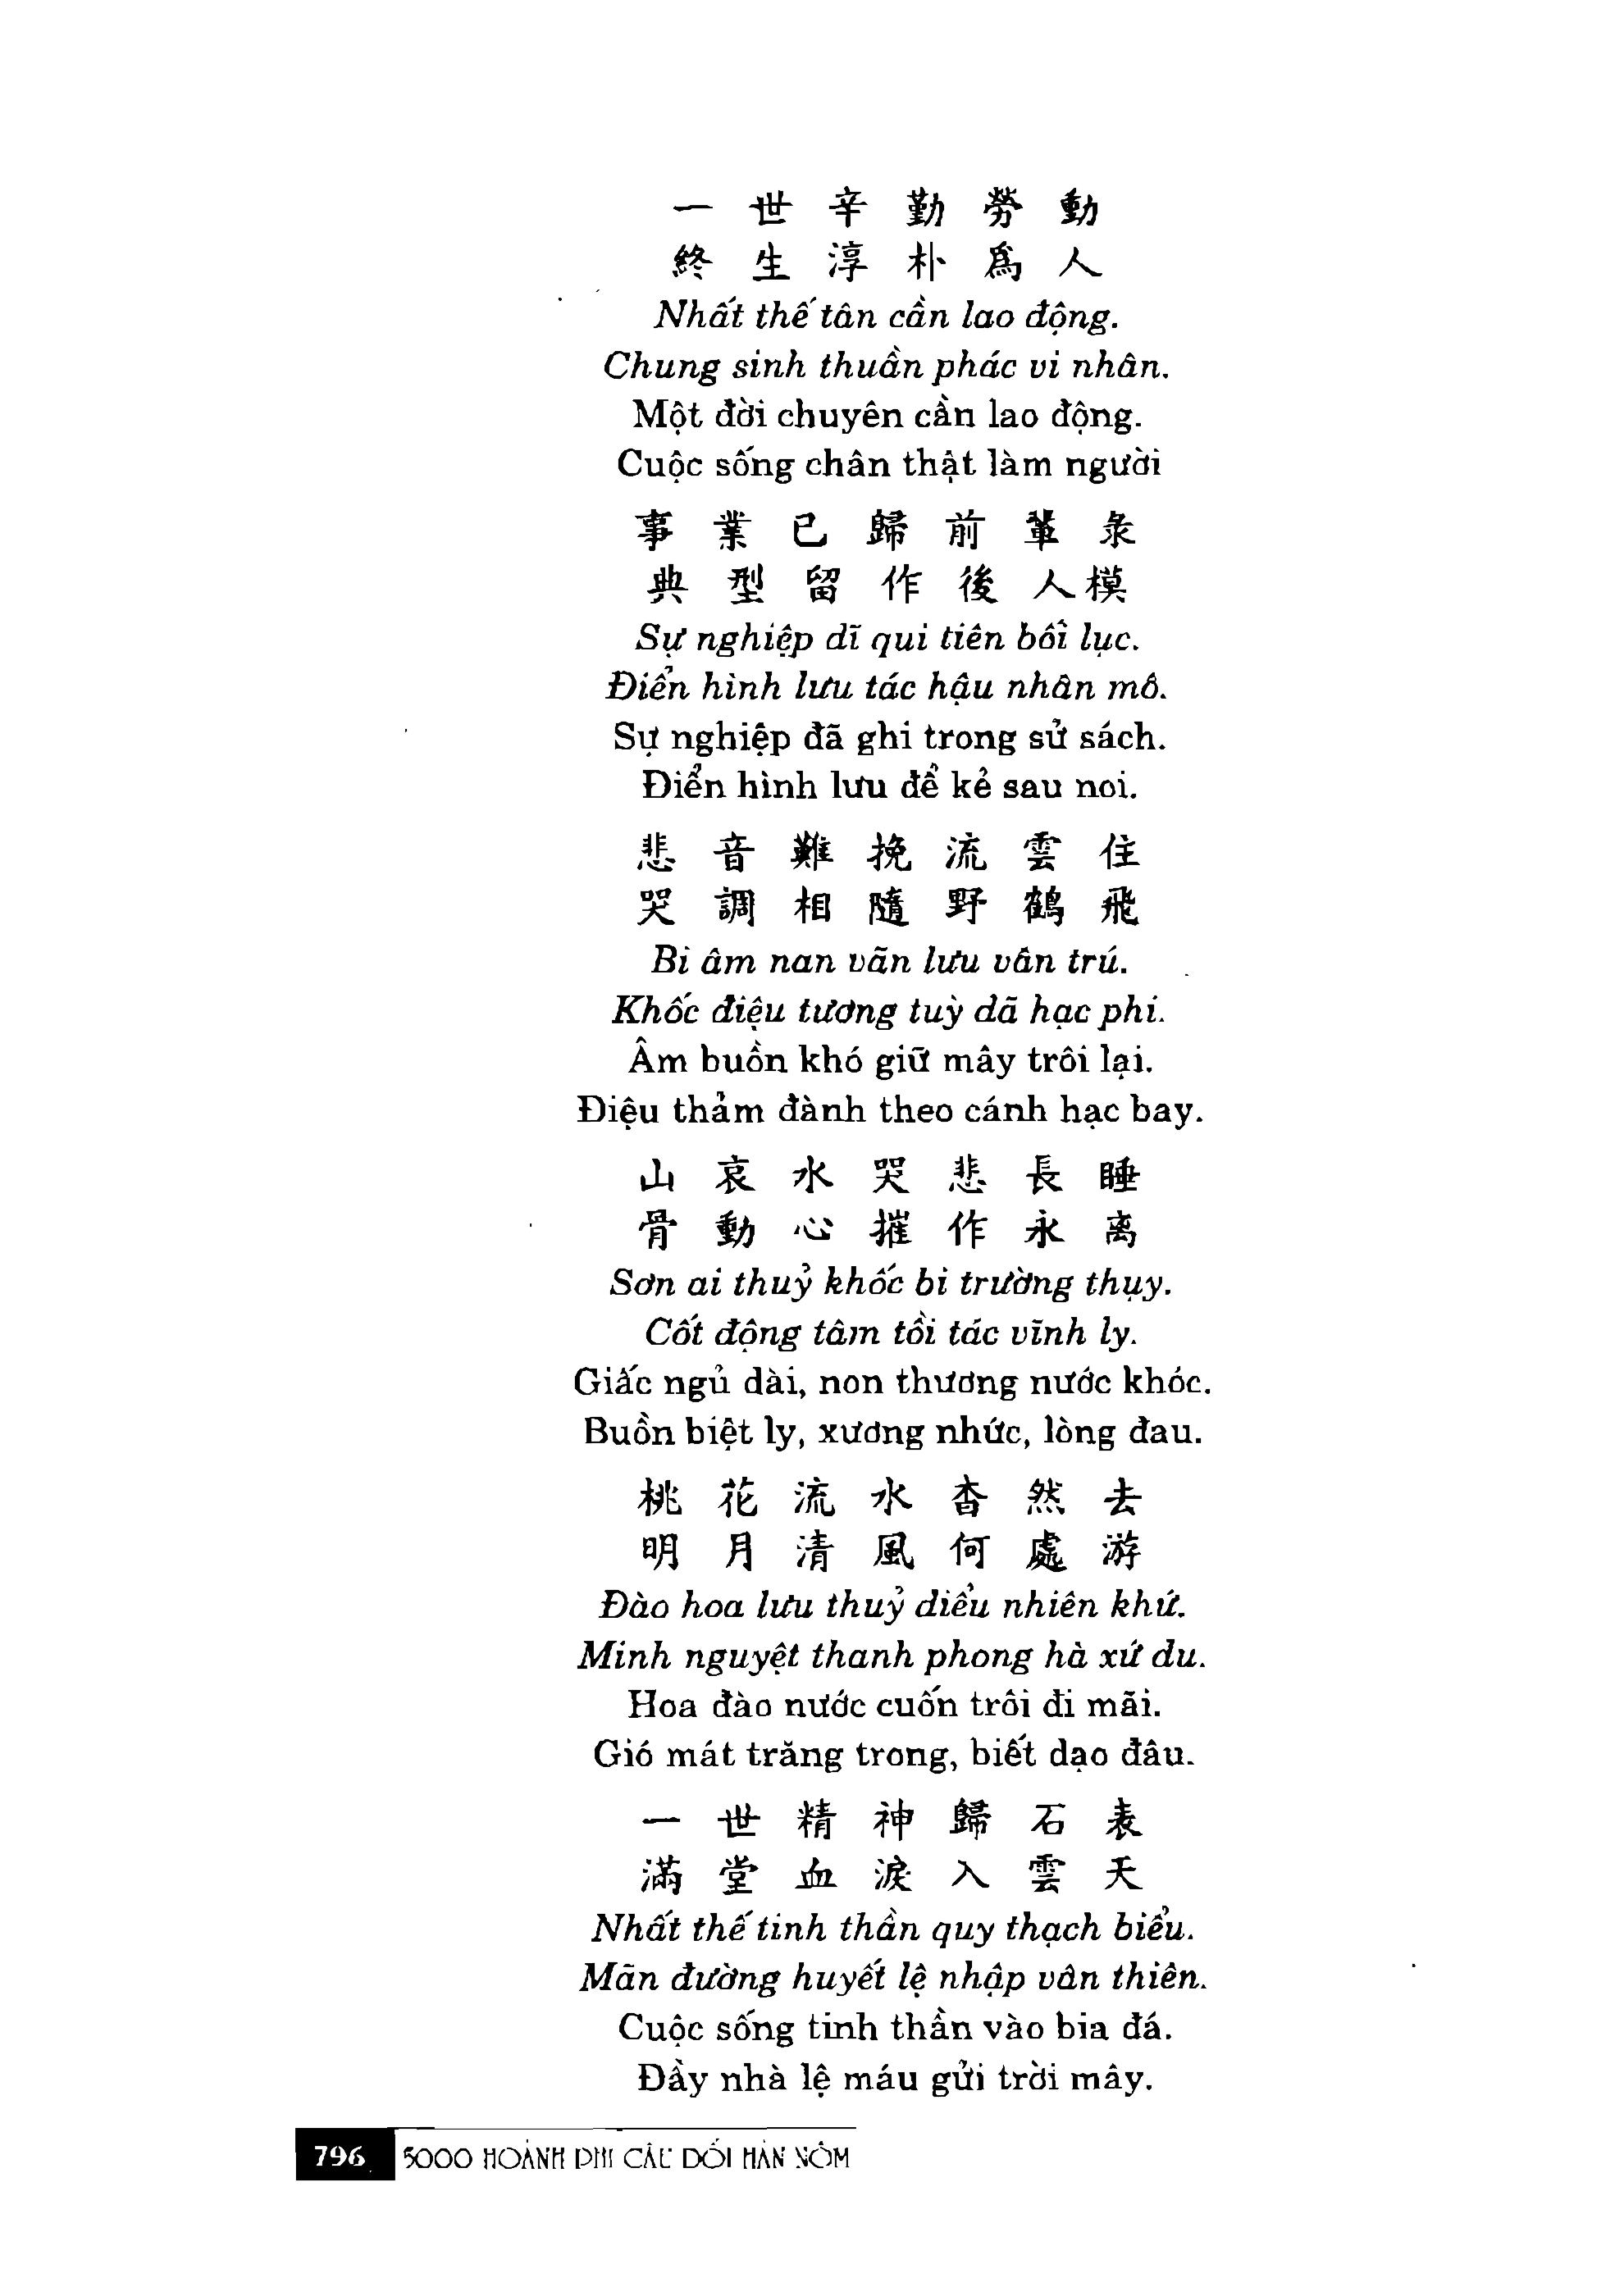 一世辛勤勞動
終生淳朴爲人
Nhất thế tân cần lao động.
Chung sinh thuần phác vi nhân.
Một đời chuyên cần lao động.
Cuộc sống chân thật làm người
事業已歸前輩彔
典型留作後人模
Sự nghiệp dĩ qui tiên bối lục.
Điển hình lưu tác hậu nhân mô.
Sự nghiệp đã ghi trong sử sách.
Điển hình lưu để kẻ sau noi.
悲音難挽流雲住
哭調相隨野鶴飛
Bi âm nan vãn lưu vân trú.
Khốc điệu tương tuỳ dã hạc phi.
Âm buồn khó giữ mây trôi lại.
Điệu thảm đành theo cánh hạc bay.
山哀水哭悲長睡
骨動心摧作永离
Sơn ai thuỷ khốc bi trường thụy.
Cốt động tâm tồi tác vĩnh ly.
Giấc ngủ dài, non thương nước khóc.
Buồn biệt ly, xương nhức, lòng đau.
桃花流水杳然去
明月清風何處游
Đào hoa lưu thuỷ diểu nhiên khứ.
Minh nguyệt thanh phong hà xứ du.
Hoa đào nước cuốn trôi đi mãi.
Gió mát trăng trong, biết dạo đâu.
一世精神歸石表
滿堂血淚入雲天
Nhất thế tinh thần quy thạch biểu.
Mãn đường huyết lệ nhập vân thiên.
Cuộc sống tinh thần vào bia đá.
Đầy nhà lệ máu gửi trời mây.
796 5000 HOÀNH PHI CÂU ĐỐI HÁN NÔM